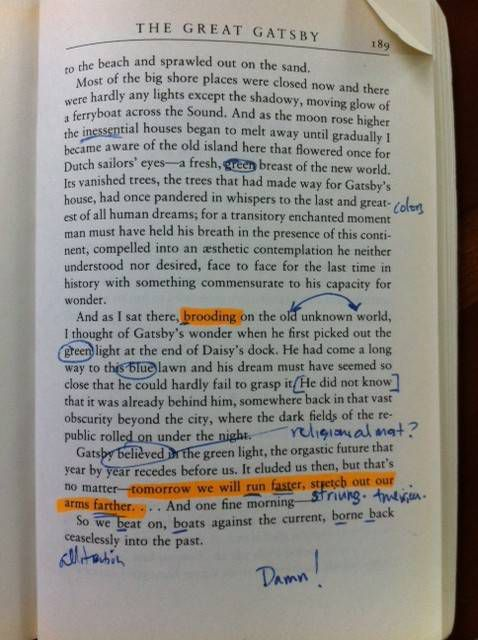 THE GREAT GATSBY
189
to the beach and sprawled out on the sand.
Most of the big shore places were closed now and there
were hardly any lights except the shadowy, moving glow of
a ferryboat across the Sound. And as the moon rose higher
the inessential houses began to melt away until gradually I
became aware of the old island here that flowered once for
Dutch sailors' eyes—a fresh, green breast of the new world.
Its vanished trees, the trees that had made way for Gatsby's
house, had once pandered in whispers to the last and great-
colors
est of all human dreams; for a transitory enchanted moment
man must have held his breath in the presence of this conti-
nent, compelled into an æsthetic contemplation he neither
understood nor desired, face to face for the last time in
history with something commensurate to his capacity for
wonder.
And as I sat there, brooding on the old unknown world,
I thought of Gatsby's wonder when he first picked out the
green light at the end of Daisy's dock. He had come a long
way to this blue lawn and his dream must have seemed so
close that he could hardly fail to grasp it. [He did not know]
that it was already behind him, somewhere back in that vast
obscurity beyond the city, where the dark fields of the re-
public rolled on under the night.
religional most?
Gatsby believed in the green light, the orgastic future that
year by year recedes before us. It eluded us then, but that's
no matter—tomorrow we will run faster, stretch out our
arms farther. . . . And one fine morning—
striving. American.
So we beat on, boats against the current, borne back
ceaselessly into the past.
alliteration
Damn!